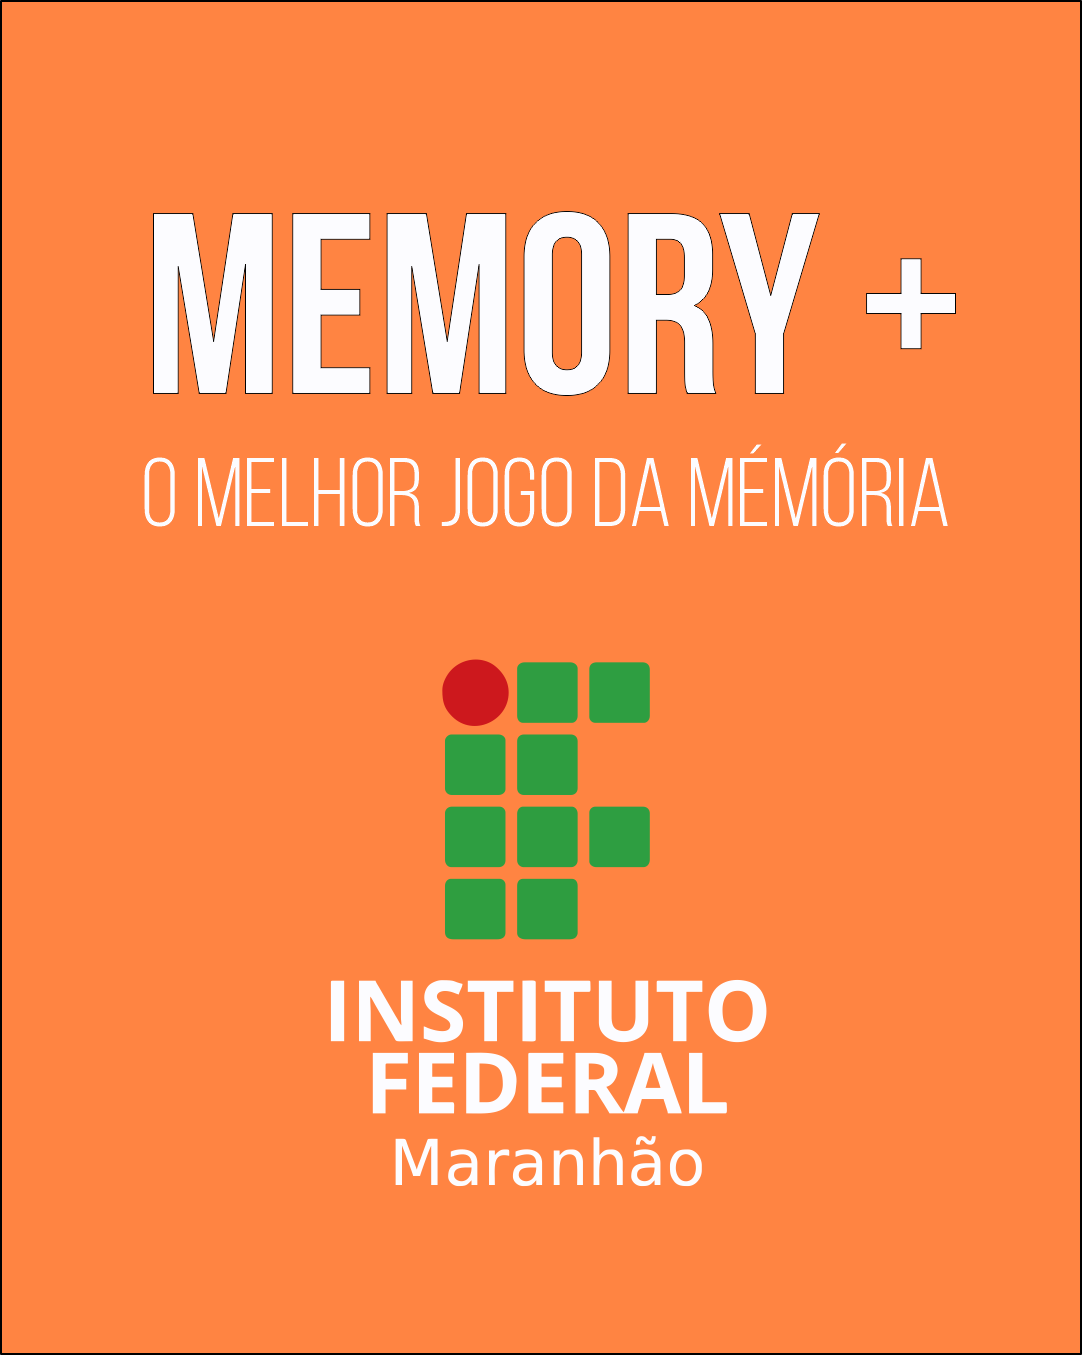 MEMORY +
O MELHOR JOGO DA MÉMÓRIA
INSTITUTO
FEDERAL
Maranhão